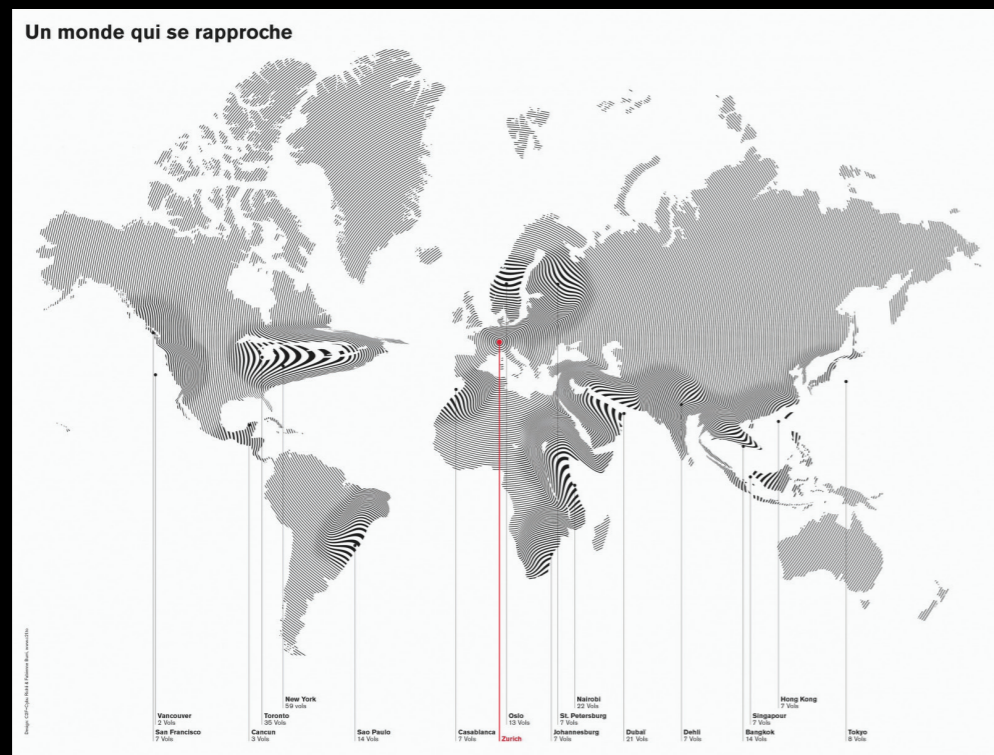 Un monde qui se rapproche
New York
59 vols
Nairobi
22 Vols
Hong Kong
7 Vols
Vancouver
2 Vols
Toronto
35 Vols
Oslo
13 Vols
St. Petersburg
7 Vols
Singapour
7 Vols
San Francisco
7 Vols
Cancun
3 Vols
Sao Paulo
14 Vols
Casablanca
7 Vols
Zurich
Johannesburg
7 Vols
Dubaï
21 Vols
Dehli
7 Vols
Bangkok
14 Vols
Tokyo